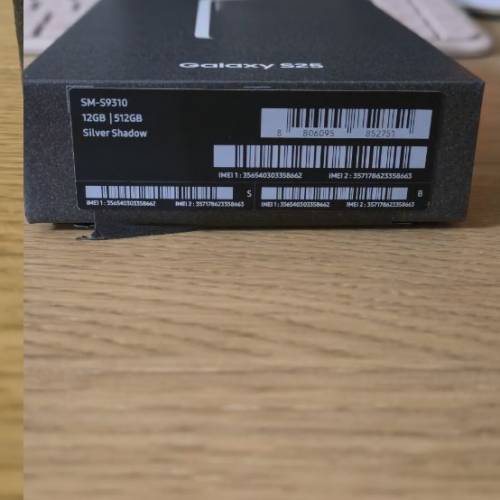 Galaxy S25
SM-S9310
12GB | 512GB
Silver Shadow
8 806095 852751
IMEI 1 : 356540303358662 IMEI 2 : 357178623358663
IMEI 1 : 356540303358662 IMEI 2 : 357178623358663 S
IMEI 1 : 356540303358662 IMEI 2 : 357178623358663 B